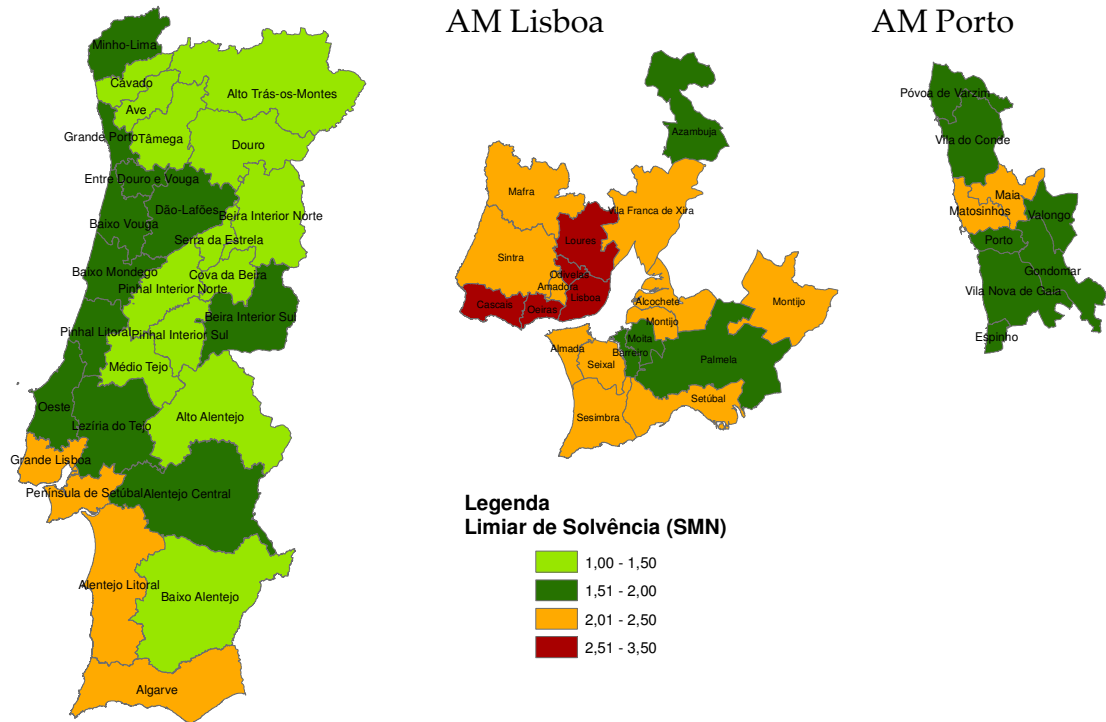 AM Lisboa
AM Porto
Minho-Lima
Cávado
Alto Trás-os-Montes
Ave
Grande Porto
Tâmega
Douro
Entre Douro e Vouga
Dão-Lafões
Baixo Vouga
Beira Interior Norte
Serra da Estrela
Baixo Mondego
Cova da Beira
Pinhal Interior Norte
Beira Interior Sul
Pinhal Litoral
Pinhal Interior Sul
Médio Tejo
Oeste
Alto Alentejo
Lezíria do Tejo
Grande Lisboa
Península de Setúbal
Alentejo Central
Alentejo Litoral
Baixo Alentejo
Algarve
Azambuja
Mafra
Vila Franca de Xira
Loures
Sintra
Odivelas
Amadora
Lisboa
Cascais
Oeiras
Alcochete
Montijo
Montijo
Moita
Almada
Barreiro
Seixal
Palmela
Sesimbra
Setúbal
Póvoa de Varzim
Vila do Conde
Maia
Matosinhos
Valongo
Porto
Gondomar
Vila Nova de Gaia
Espinho
Legenda
Limiar de Solvência (SMN)
1,00 - 1,50
1,51 - 2,00
2,01 - 2,50
2,51 - 3,50